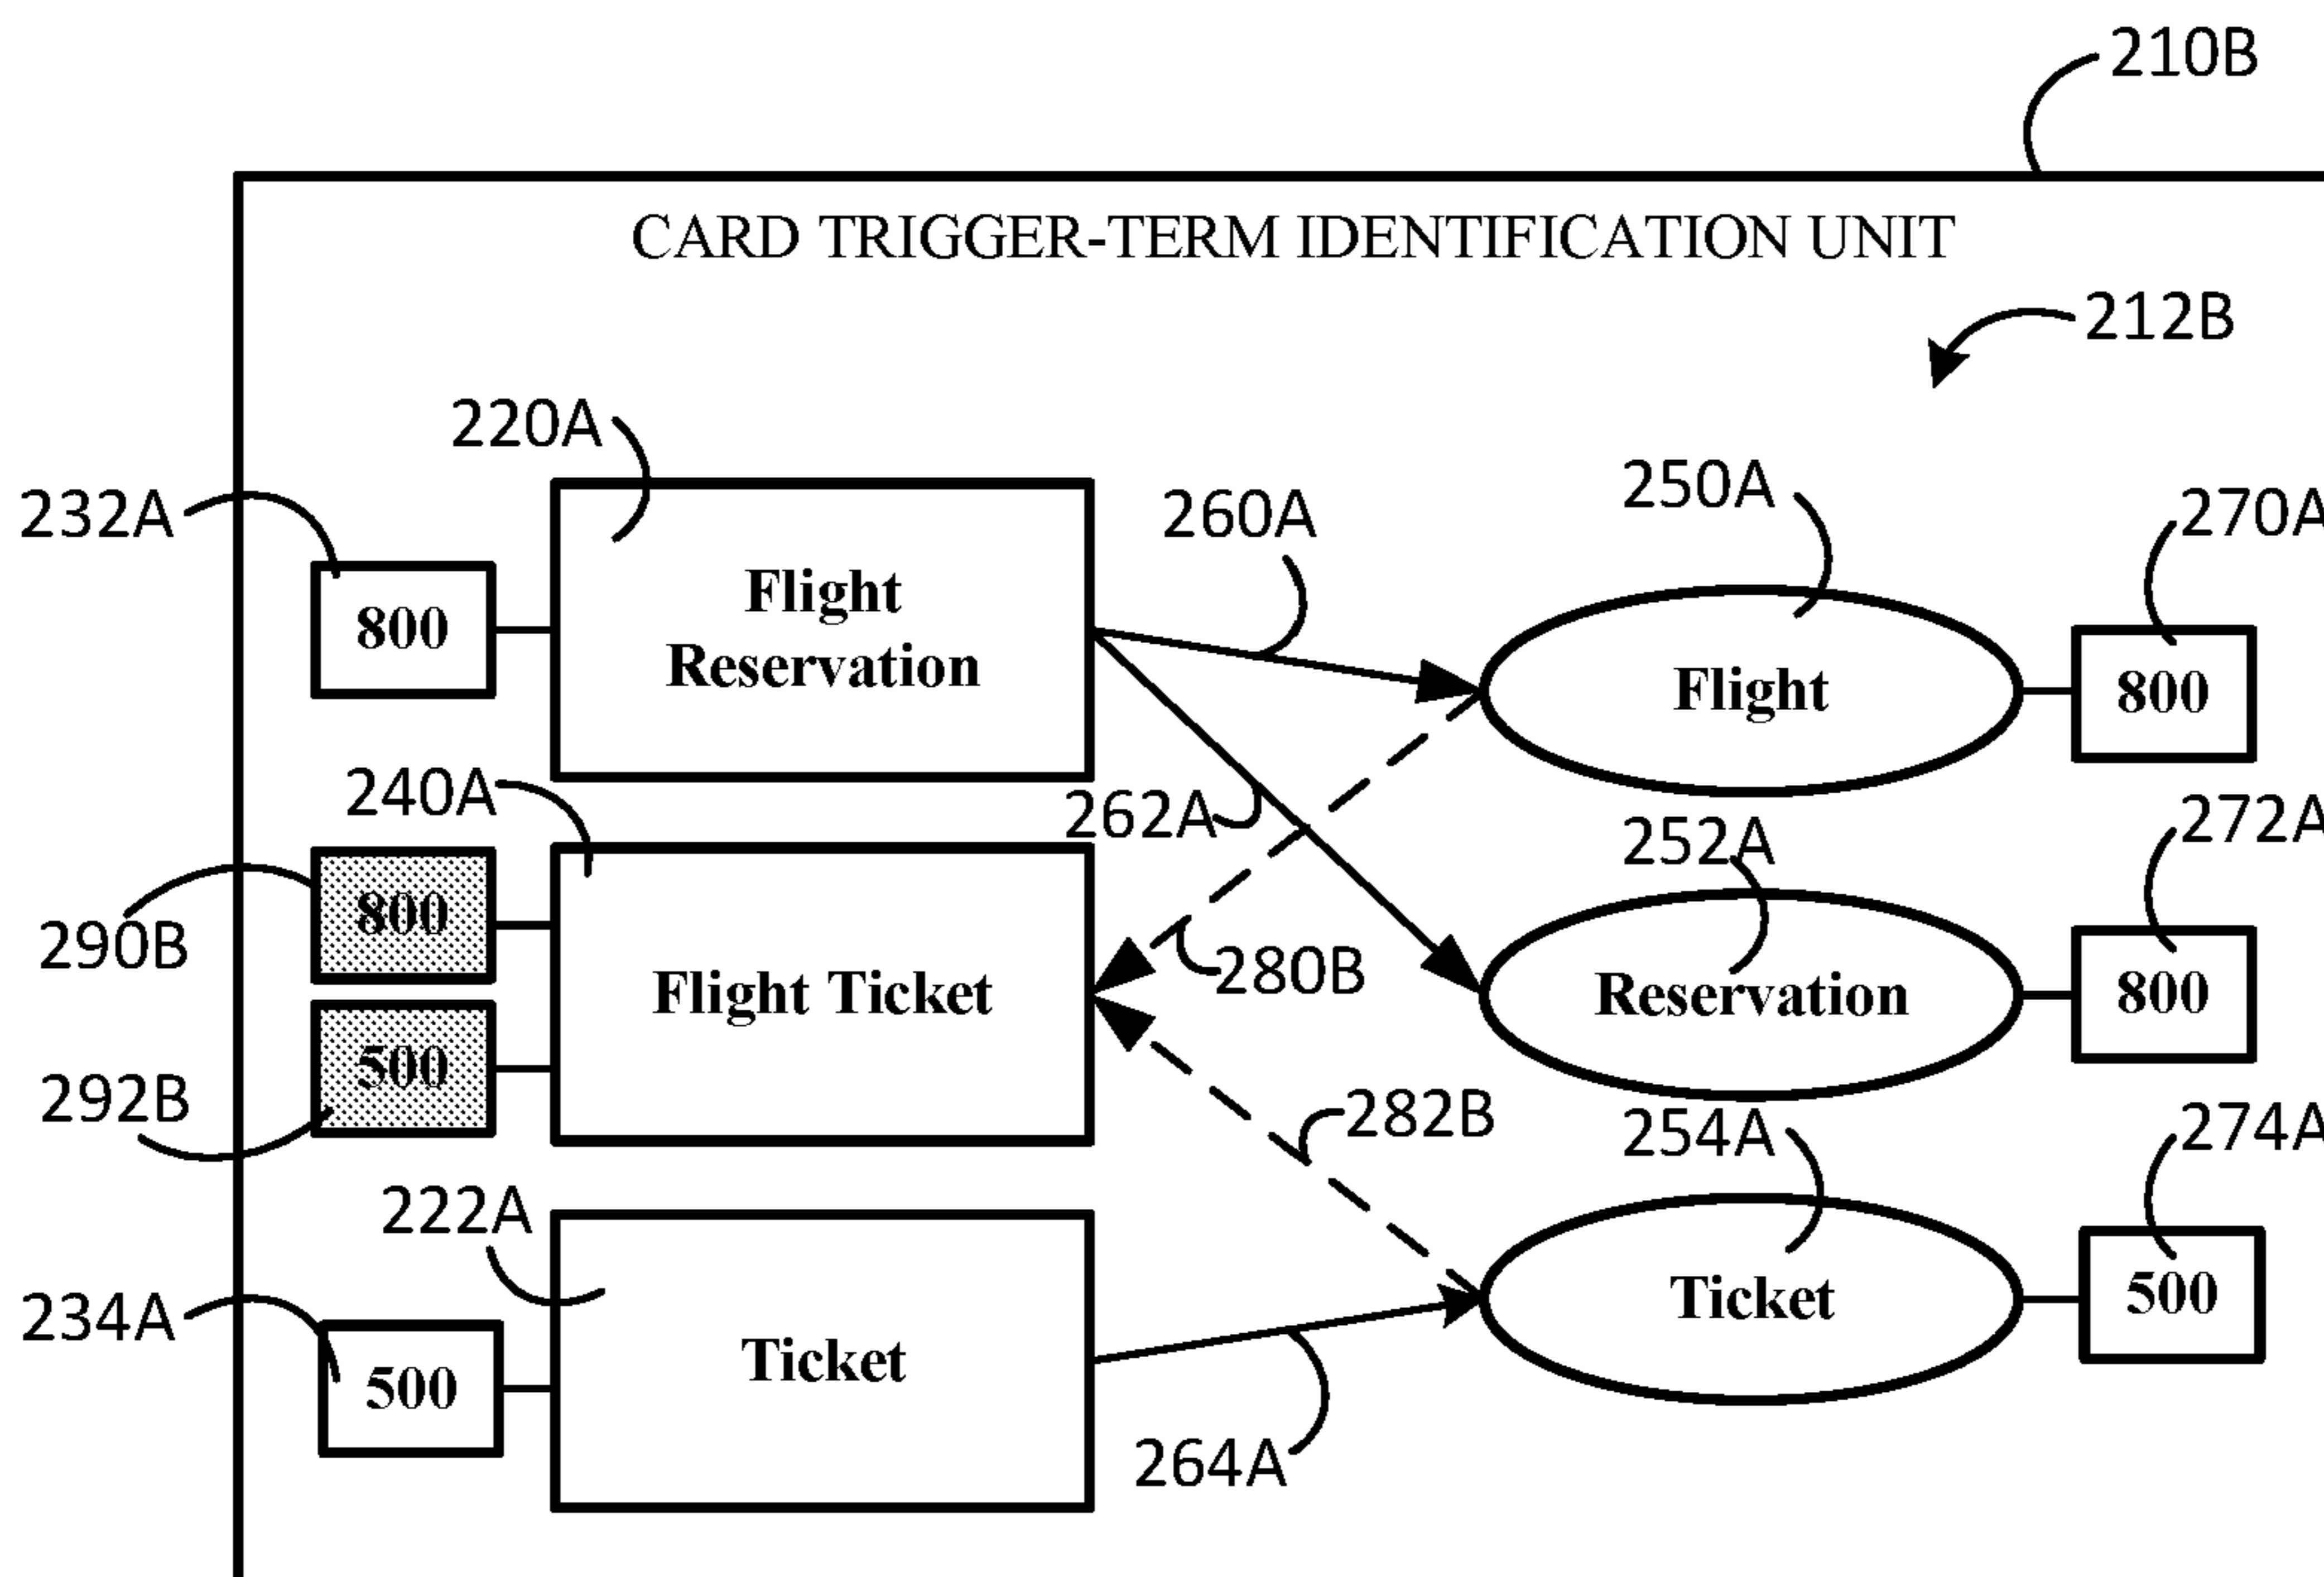 210B
CARD TRIGGER-TERM IDENTIFICATION UNIT
212B
220A
232A
260A
250A
270A
800
Flight
Reservation
Flight
800
240A
262A
252A
272A
290B
800
280B
Flight Ticket
Reservation
800
292B
500
282B
254A
274A
222A
234A
500
Ticket
Ticket
500
264A